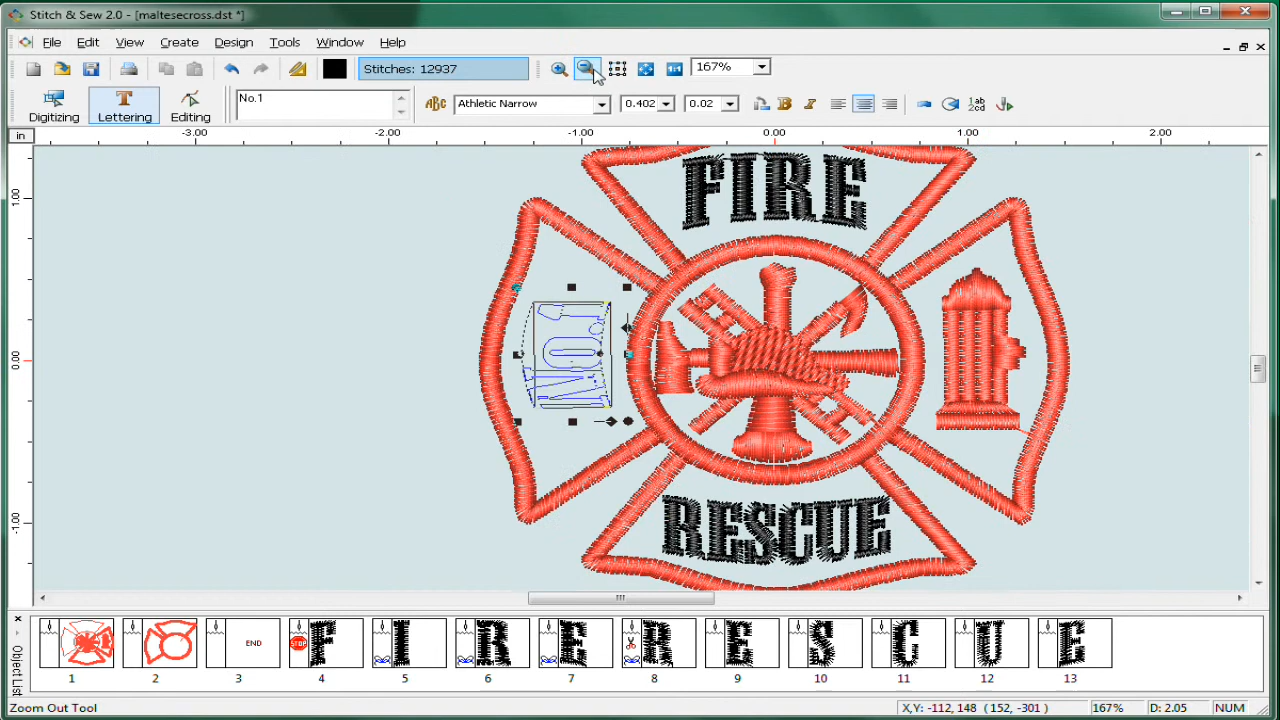 Stitch & Sew 2.0 - [maltesecross.dst *]
File Edit View Create Design Tools Window Help
Stitches: 12937 167%
Digitizing Lettering Editing No.1 ABC Athletic Narrow 0.402
in -3.00 -2.00 -1.00 0.00 1.00 2.00
1.00
0.00
-1.00
FIRE
NO.1
RESCUE
Object List
END STOP F I R E R E S C U E
1 2 3 4 5 6 7 8 9 10 11 12 13
Zoom Out Tool X,Y: -112, 148 ( 152, -301 ) 167% D: 2.05 NUM